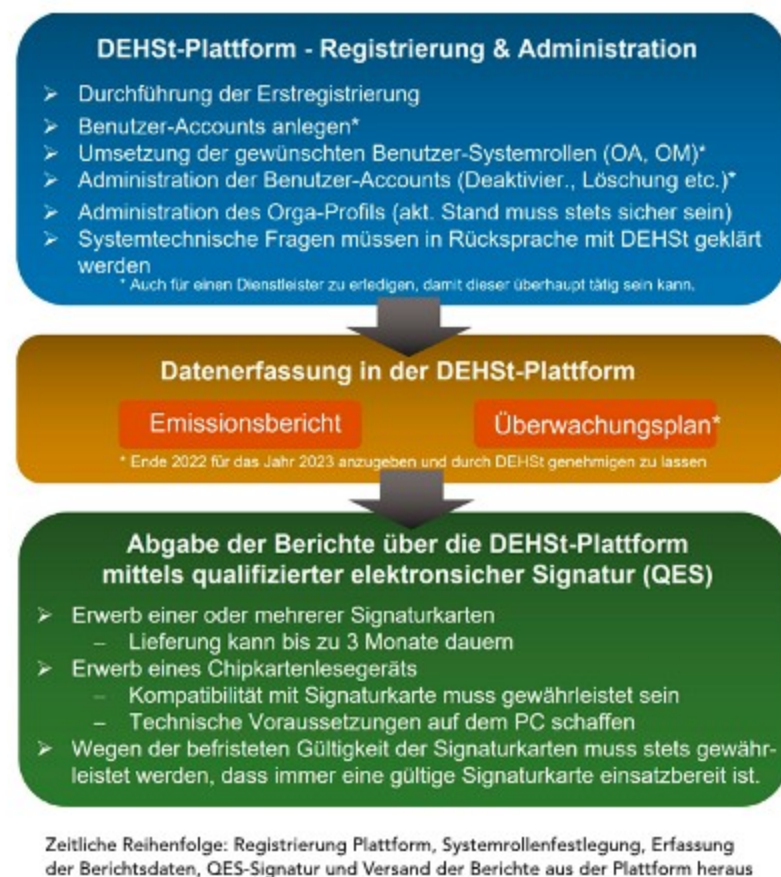 DEHSt-Plattform - Registrierung & Administration
➢ Durchführung der Erstregistrierung
➢ Benutzer-Accounts anlegen*
➢ Umsetzung der gewünschten Benutzer-Systemrollen (OA, OM)*
➢ Administration der Benutzer-Accounts (Deaktivier., Löschung etc.)*
➢ Administration des Orga-Profils (akt. Stand muss stets sicher sein)
➢ Systemtechnische Fragen müssen in Rücksprache mit DEHSt geklärt
werden
* Auch für einen Dienstleister zu erledigen, damit dieser überhaupt tätig sein kann.
Datenerfassung in der DEHSt-Plattform
Emissionsbericht Überwachungsplan*
* Ende 2022 für das Jahr 2023 anzugeben und durch DEHSt genehmigen zu lassen
Abgabe der Berichte über die DEHSt-Plattform
mittels qualifizierter elektronsicher Signatur (QES)
➢ Erwerb einer oder mehrerer Signaturkarten
– Lieferung kann bis zu 3 Monate dauern
➢ Erwerb eines Chipkartenlesegeräts
– Kompatibilität mit Signaturkarte muss gewährleistet sein
– Technische Voraussetzungen auf dem PC schaffen
➢ Wegen der befristeten Gültigkeit der Signaturkarten muss stets gewähr-
leistet werden, dass immer eine gültige Signaturkarte einsatzbereit ist.
Zeitliche Reihenfolge: Registrierung Plattform, Systemrollenfestlegung, Erfassung
der Berichtsdaten, QES-Signatur und Versand der Berichte aus der Plattform heraus